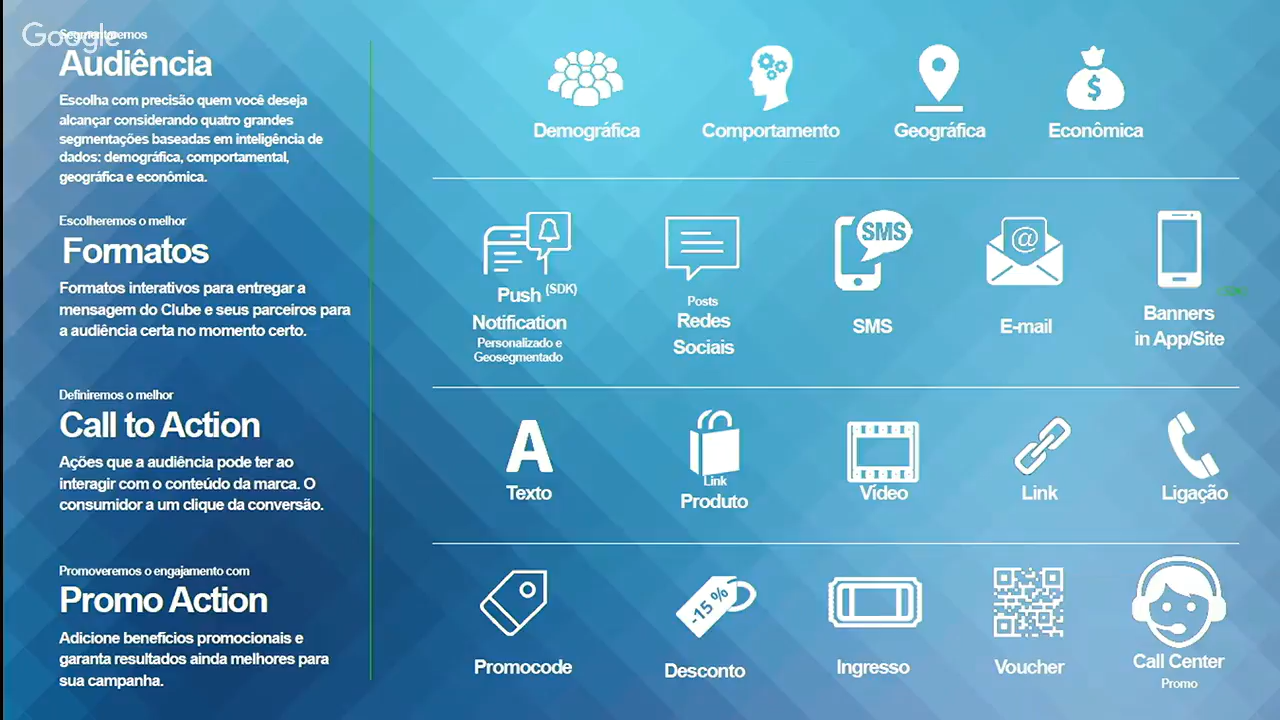 Google
Segmentaremos
Audiência
Escolha com precisão quem você deseja
alcançar considerando quatro grandes
segmentações baseadas em inteligência de
dados: demográfica, comportamental,
geográfica e econômica.
Demográfica
Comportamento
Geográfica
$
Econômica
Escolheremos o melhor
Formatos
Formatos interativos para entregar a
mensagem do Clube e seus parceiros para
a audiência certa no momento certo.
Push (SDK)
Notification
Personalizado e
Geosegmentado
Posts
Redes
Sociais
SMS
SMS
@
E-mail
Banners
in App/Site
Definiremos o melhor
Call to Action
Ações que a audiência pode ter ao
interagir com o conteúdo da marca. O
consumidor a um clique da conversão.
A
Texto
Link
Produto
Vídeo
Link
Ligação
Promoveremos o engajamento com
Promo Action
Adicione benefícios promocionais e
garanta resultados ainda melhores para
sua campanha.
Promocode
-15 %
Desconto
Ingresso
Voucher
Call Center
Promo